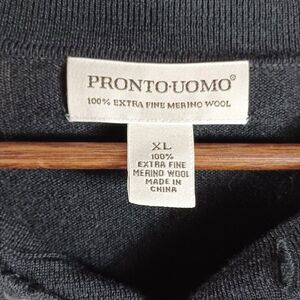 PRONTO·UOMO®
100% EXTRA FINE MERINO WOOL
XL
100%
EXTRA FINE
MERINO WOOL
MADE IN
CHINA